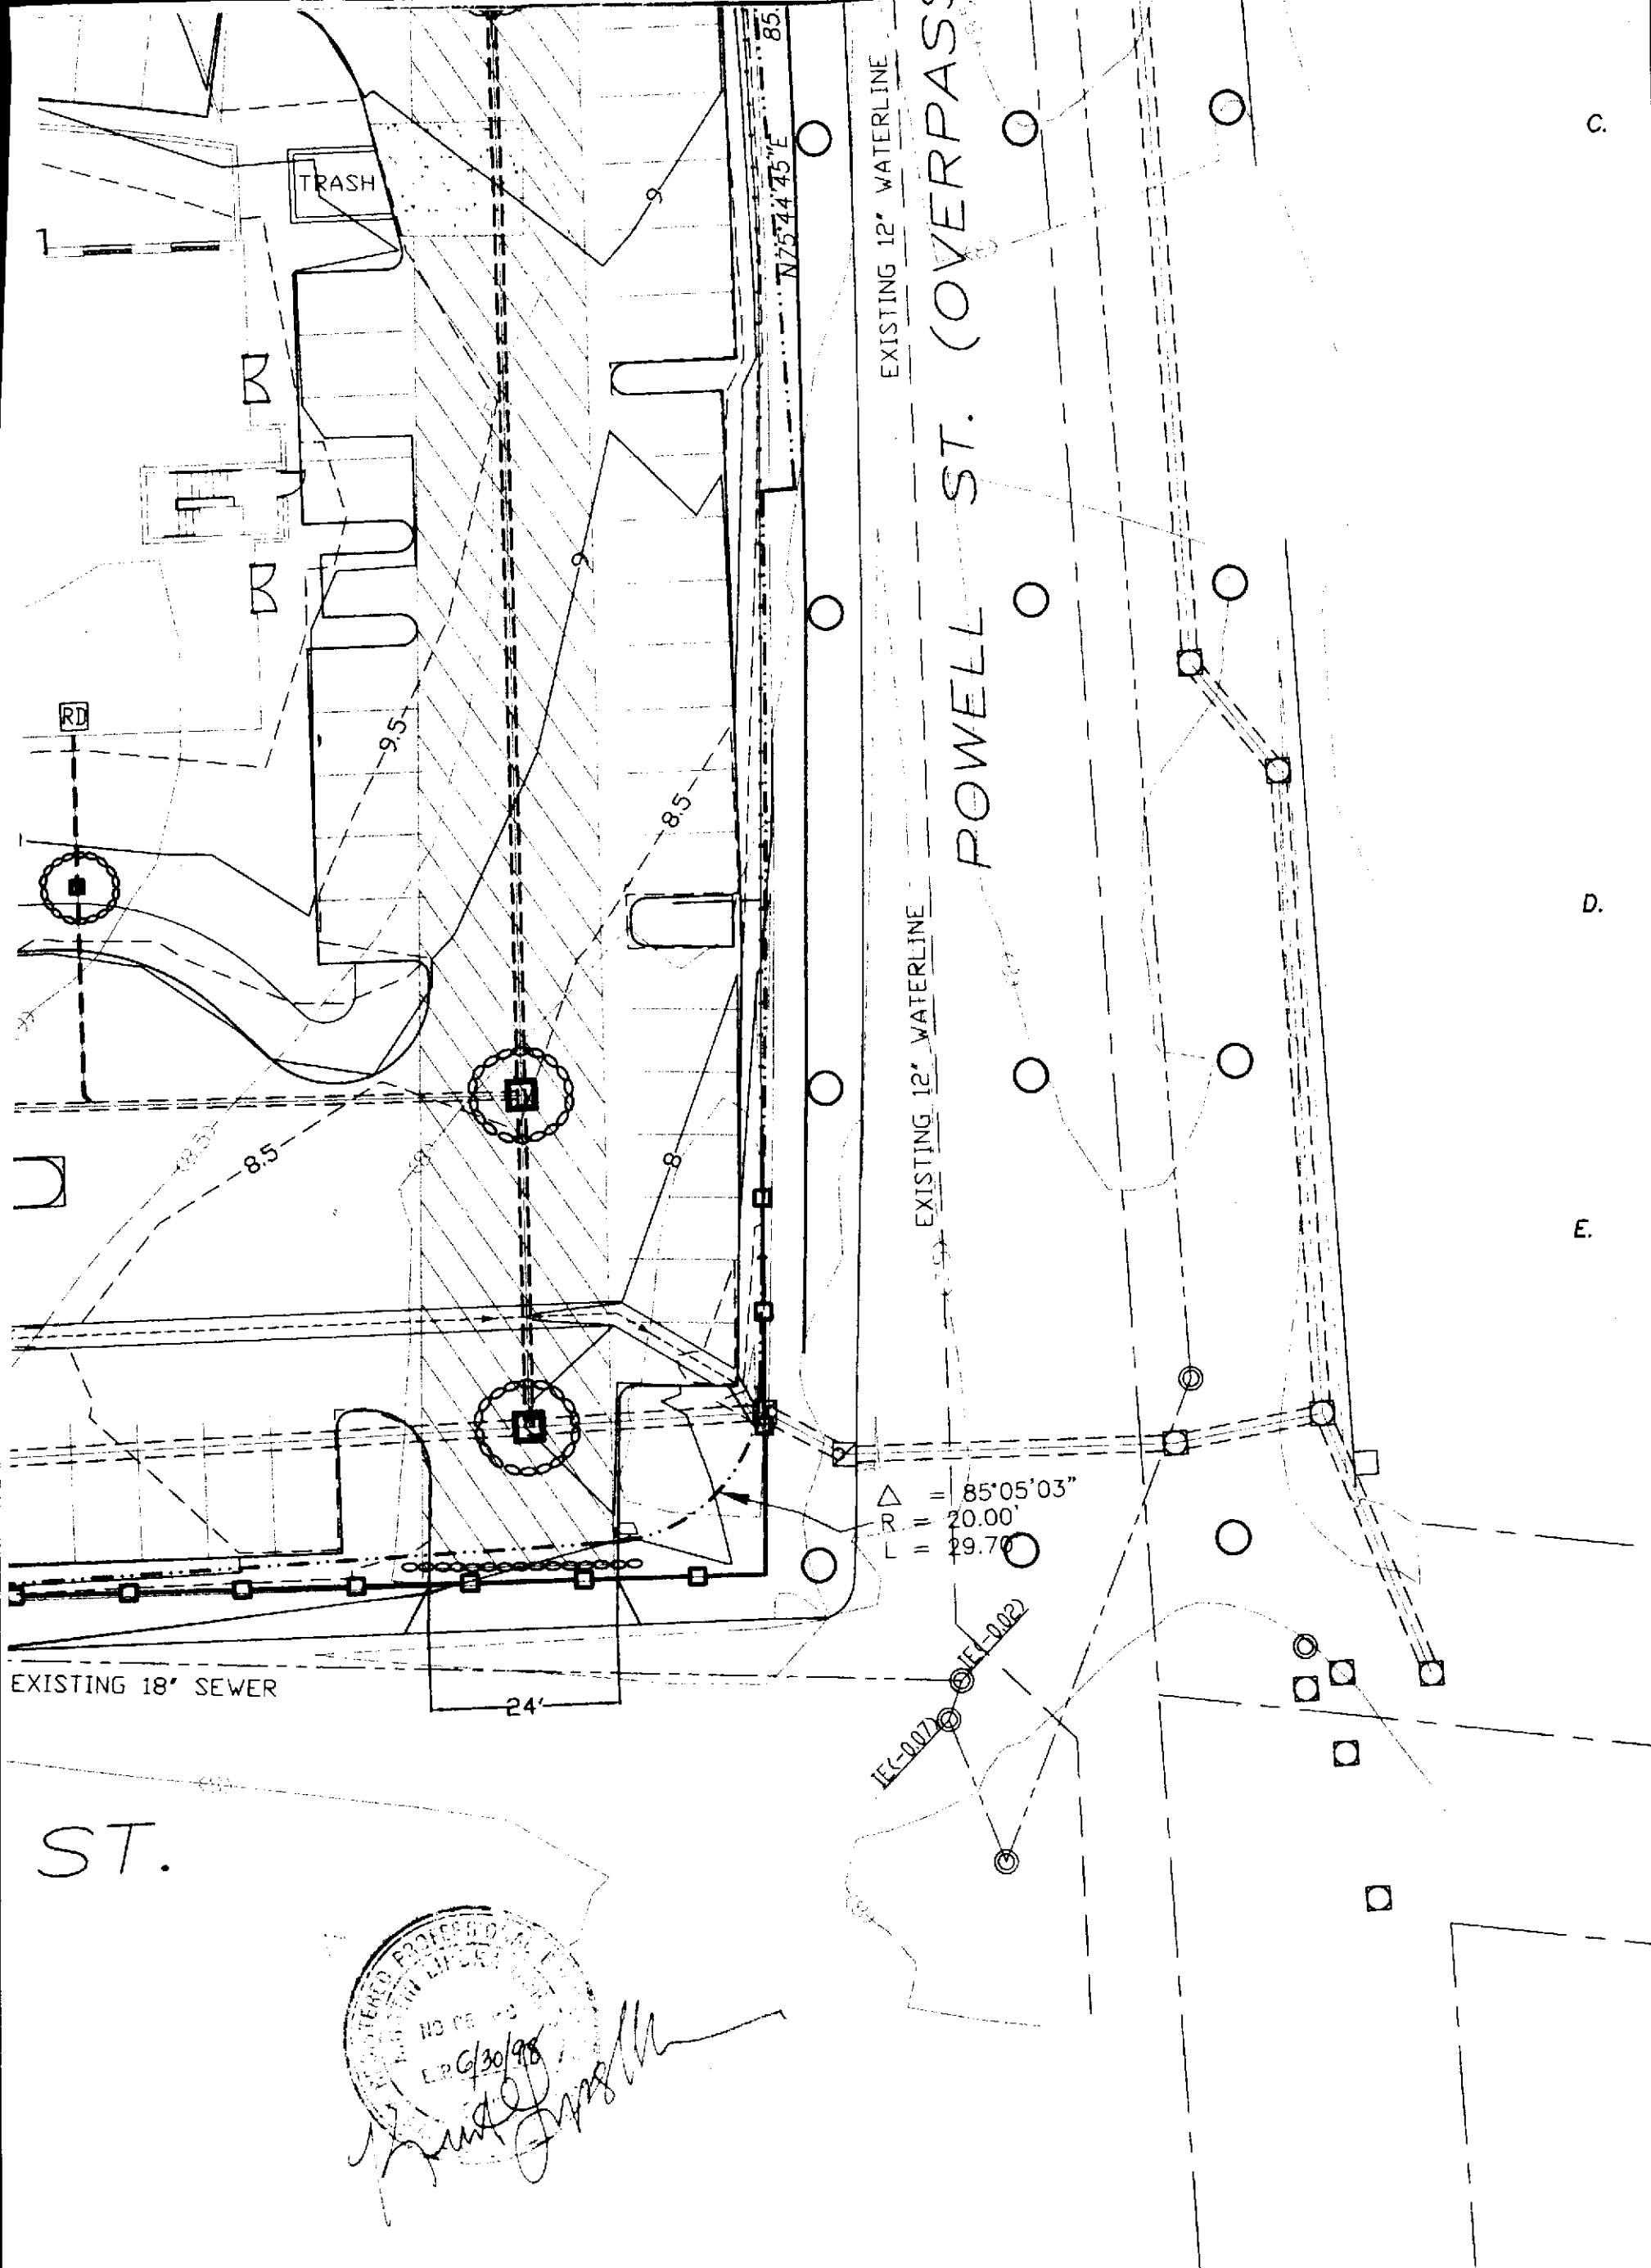 C.
85.
EXISTING 12" WATERLINE
N75°44'45"E
POWELL ST. (OVERPASS
TRASH
9
1
9
RD
9.5
8.5
D.
EXISTING 12" WATERLINE
8.5
8
E.
Δ = 85°05'03"
R = 20.00'
L = 29.70
IE(-0.02)
EXISTING 18" SEWER
24'
IE(-0.07)
ST.
6/30/98